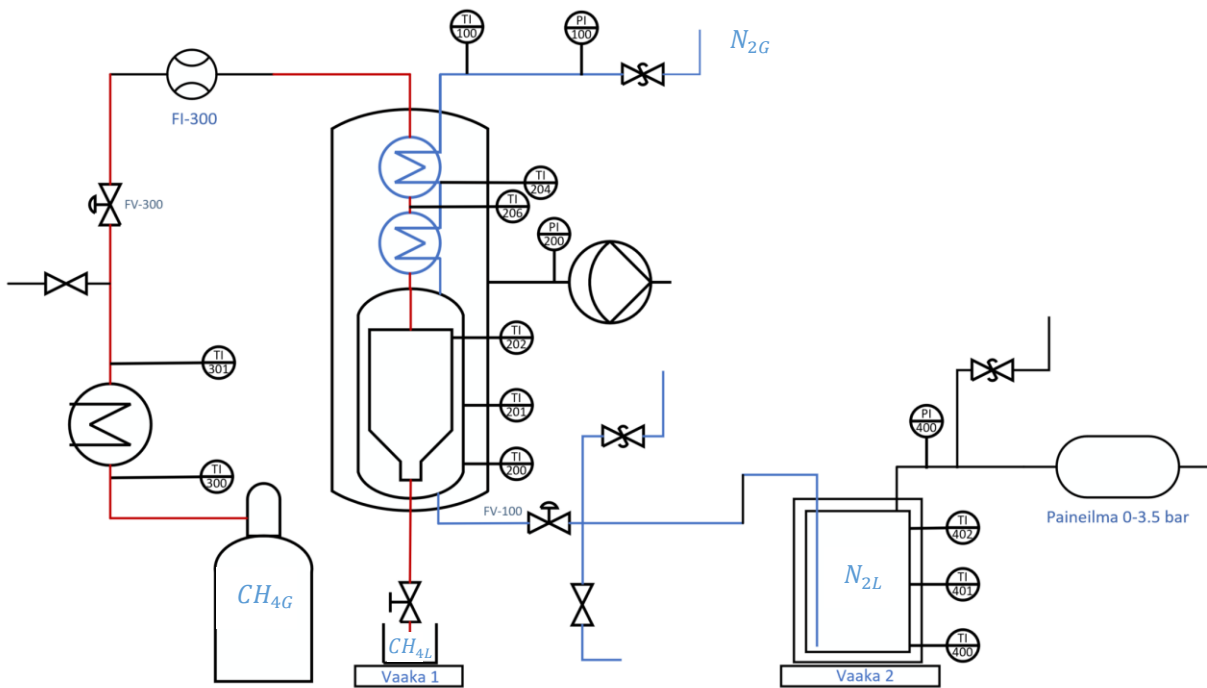 TI
100
PI
100
N2G
FI-300
TI
204
TI
206
FV-300
PI
200
TI
202
TI
301
TI
201
PI
400
TI
200
TI
300
FV-100
Paineilma 0-3.5 bar
TI
402
CH4G
N2L
TI
401
CH4L
TI
400
Vaaka 1
Vaaka 2